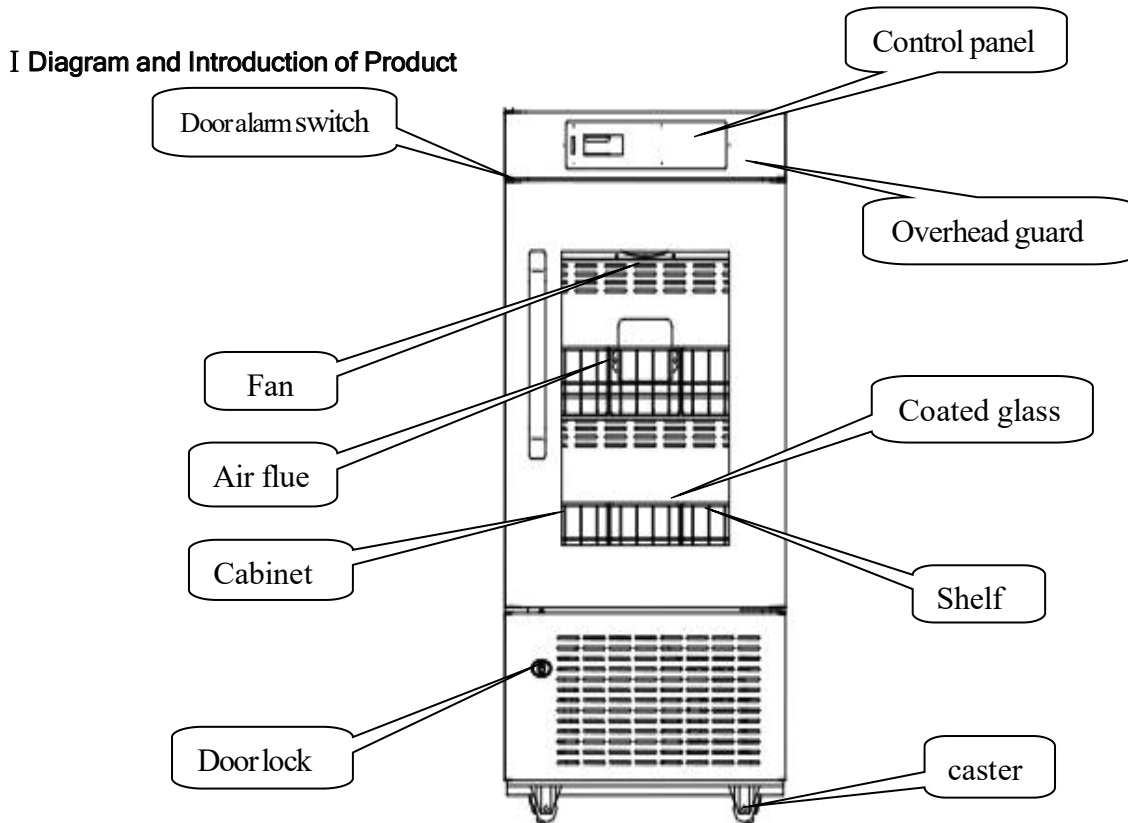 Control panel
I Diagram and Introduction of Product
Door alarm switch
Overhead guard
Fan
Coated glass
Air flue
Cabinet
Shelf
Door lock
caster